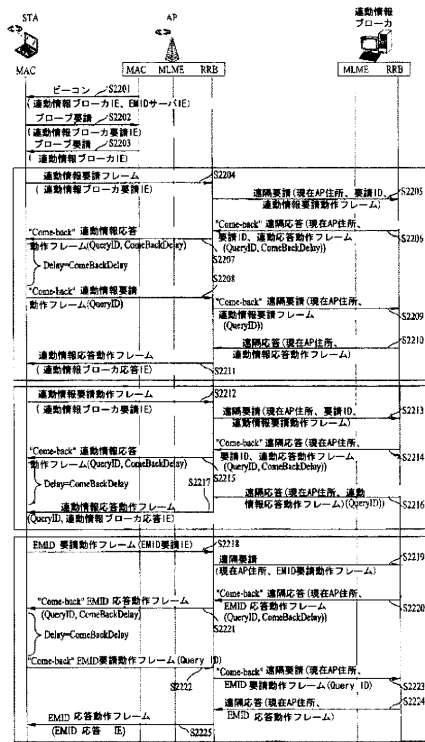 STA
AP
連動情報
ブローカ
MAC
MAC MLME RRB
MLME RRB
ビーコン S2201
(連動情報ブローカIE、EMIDサーバIE)
プローブ要請 S2202
(連動情報ブローカ要請IE)
プローブ要請 S2203
(連動情報ブローカIE)
連動情報要請フレーム S2204
(連動情報ブローカ要請IE)
遠隔要請(現在AP住所、要請ID、 S2205
連動情報要請動作フレーム)
"Come-back" 遠隔応答(現在AP住所、
要請ID、連動応答動作フレーム S2206
(QueryID, ComeBackDelay))
"Come-back" 連動情報応答
動作フレーム(QueryID, ComeBackDelay)
S2207
Delay=ComeBackDelay
S2208
"Come-back" 連動情報要請
動作フレーム(QueryID)
"Come-back" 遠隔要請(現在AP住所、
連動情報要請フレーム S2209
(QueryID))
遠隔応答(現在AP住所、 S2210
連動情報応答動作フレーム)
連動情報応答動作フレーム
(連動情報ブローカ応答IE) S2211
連動情報要請動作フレーム S2212
(連動情報ブローカ要請IE)
遠隔要請(現在AP住所、要請ID、 S2213
連動情報要請動作フレーム)
"Come-back" 遠隔応答(現在AP住所、
要請ID、連動応答動作フレーム S2214
(QueryID, ComeBackDelay))
"Come-back" 連動情報応答
動作フレーム(QueryID, ComeBackDelay)
S2215
Delay=ComeBackDelay S2217
遠隔応答(現在AP住所、連動
情報応答動作フレーム)(QueryID)) S2216
連動情報応答動作フレーム
(QueryID, 連動情報ブローカ応答IE)
EMID 要請動作フレーム(EMID要請IE) S2218
遠隔要請 S2219
(現在AP住所、EMID要請動作フレーム)
"Come-back" 遠隔応答(現在AP住所、
EMID 応答動作フレーム S2220
(QueryID, ComeBackDelay))
"Come-back" EMID 応答動作フレーム
(QueryID, ComeBackDelay) S2221
Delay=ComeBackDelay
"Come-back" EMID要請動作フレーム(Query ID)
S2222
"Come-back" 遠隔要請(現在AP住所、
EMID 要請動作フレーム(Query ID) S2223
遠隔応答(現在AP住所、 S2224
EMID 応答動作フレーム)
EMID 応答動作フレーム
(EMID 応答 IE) S2225